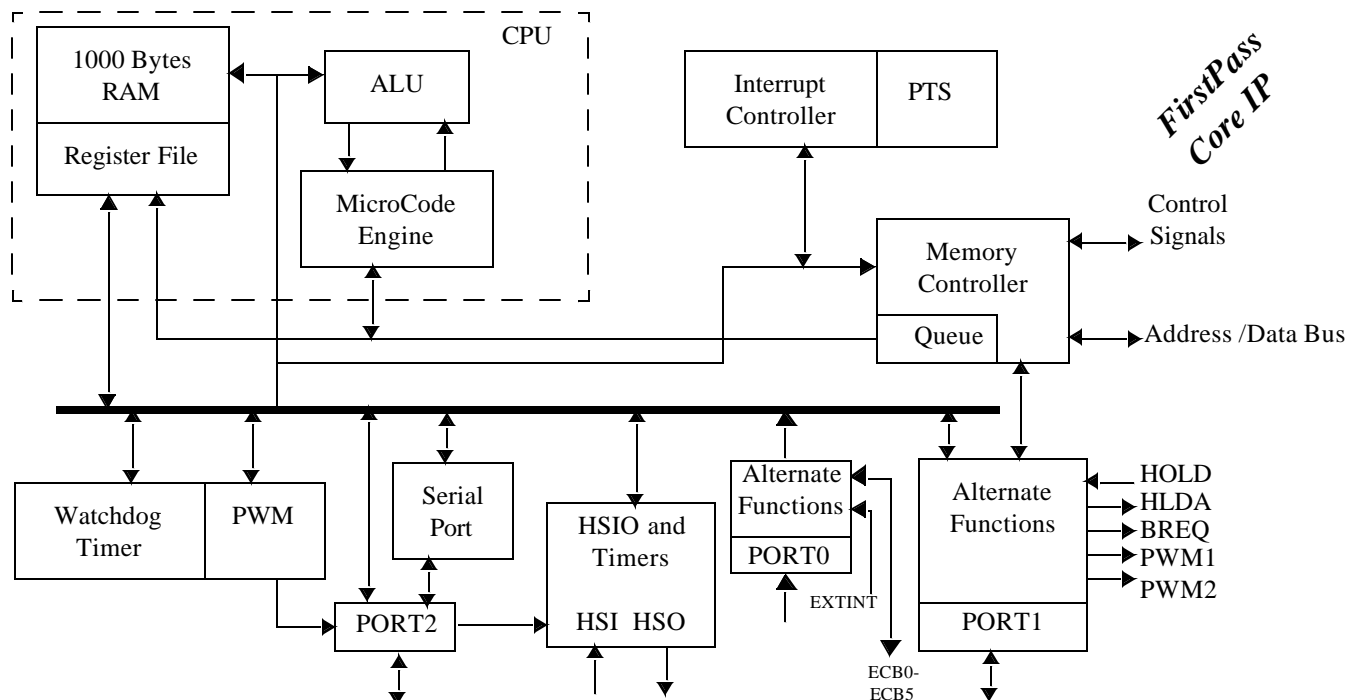 CPU
1000 Bytes
RAM
Register File
ALU
MicroCode
Engine
Interrupt
Controller
PTS
FirstPass
Core IP
Memory
Controller
Queue
Control
Signals
Address /Data Bus
Watchdog
Timer
PWM
Serial
Port
PORT2
HSIO and
Timers
HSI HSO
Alternate
Functions
PORT0
EXTINT
ECB0-
ECB5
Alternate
Functions
PORT1
HOLD
HLDA
BREQ
PWM1
PWM2